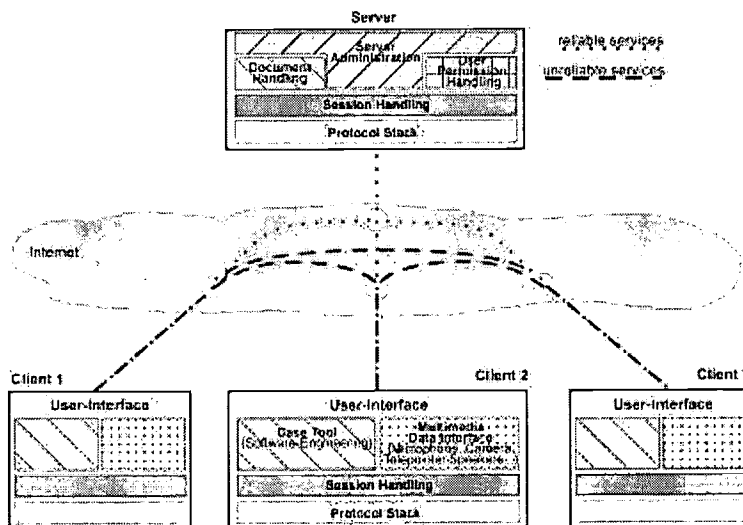 Server
Server
Administration
Document
Handling
User
Permission
Handling
Session Handling
Protocol Stack
reliable services
unreliable services
Internet
Client 1
User-Interface
Client 2
User-Interface
Case Tool
(Software-Engineering)
Multimedia
Data Interface
Session Handling
Protocol Stack
Client
User-Interface